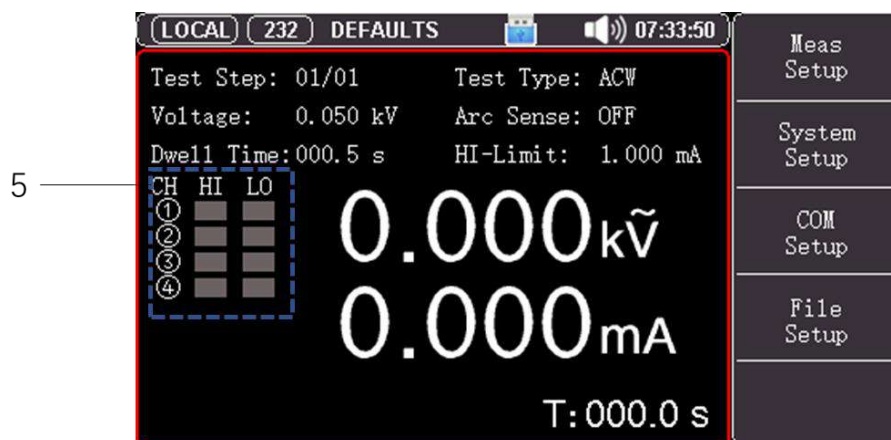 LOCAL 232 DEFAULTS 07:33:50
Test Step: 01/01 Test Type: ACW
Voltage: 0.050 kV Arc Sense: OFF
Dwell Time:000.5 s HI-Limit: 1.000 mA
5
CH HI LO
①
②
③
④
0.000kṼ
0.000mA
T:000.0 s
Meas
Setup
System
Setup
COM
Setup
File
Setup